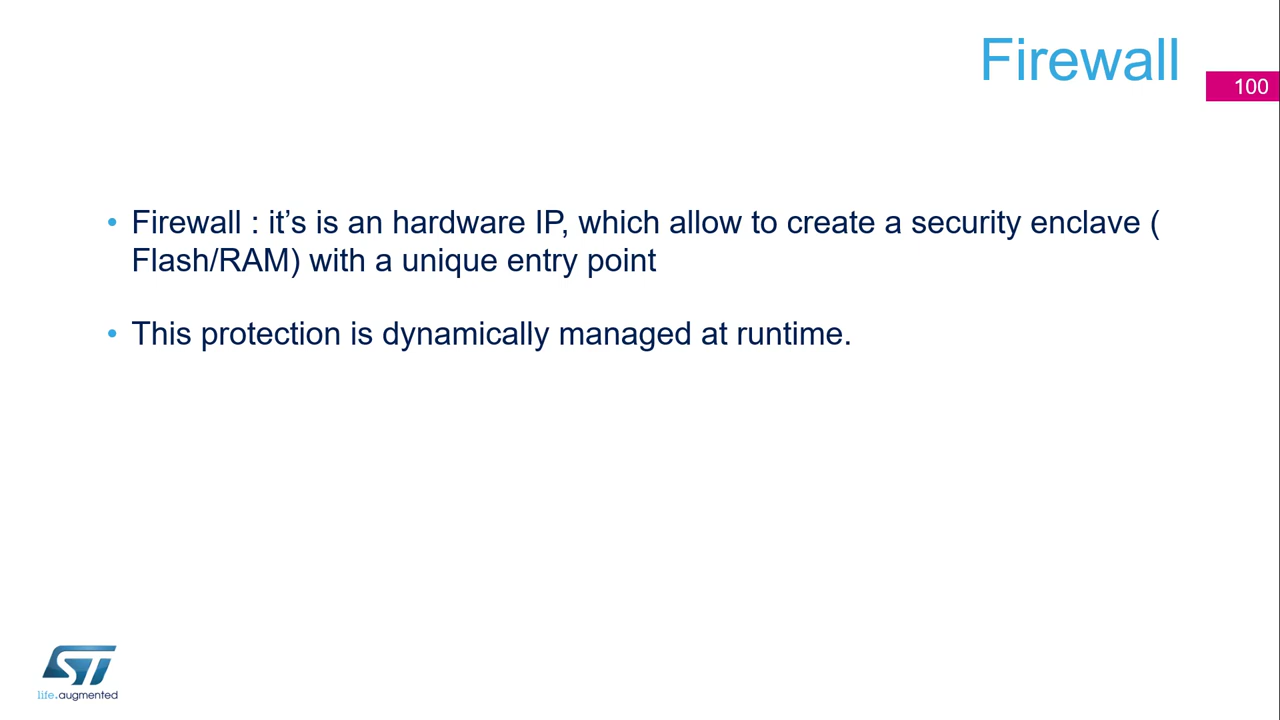 Firewall
100
• Firewall : it’s is an hardware IP, which allow to create a security enclave (
Flash/RAM) with a unique entry point
• This protection is dynamically managed at runtime.
ST
life.augmented